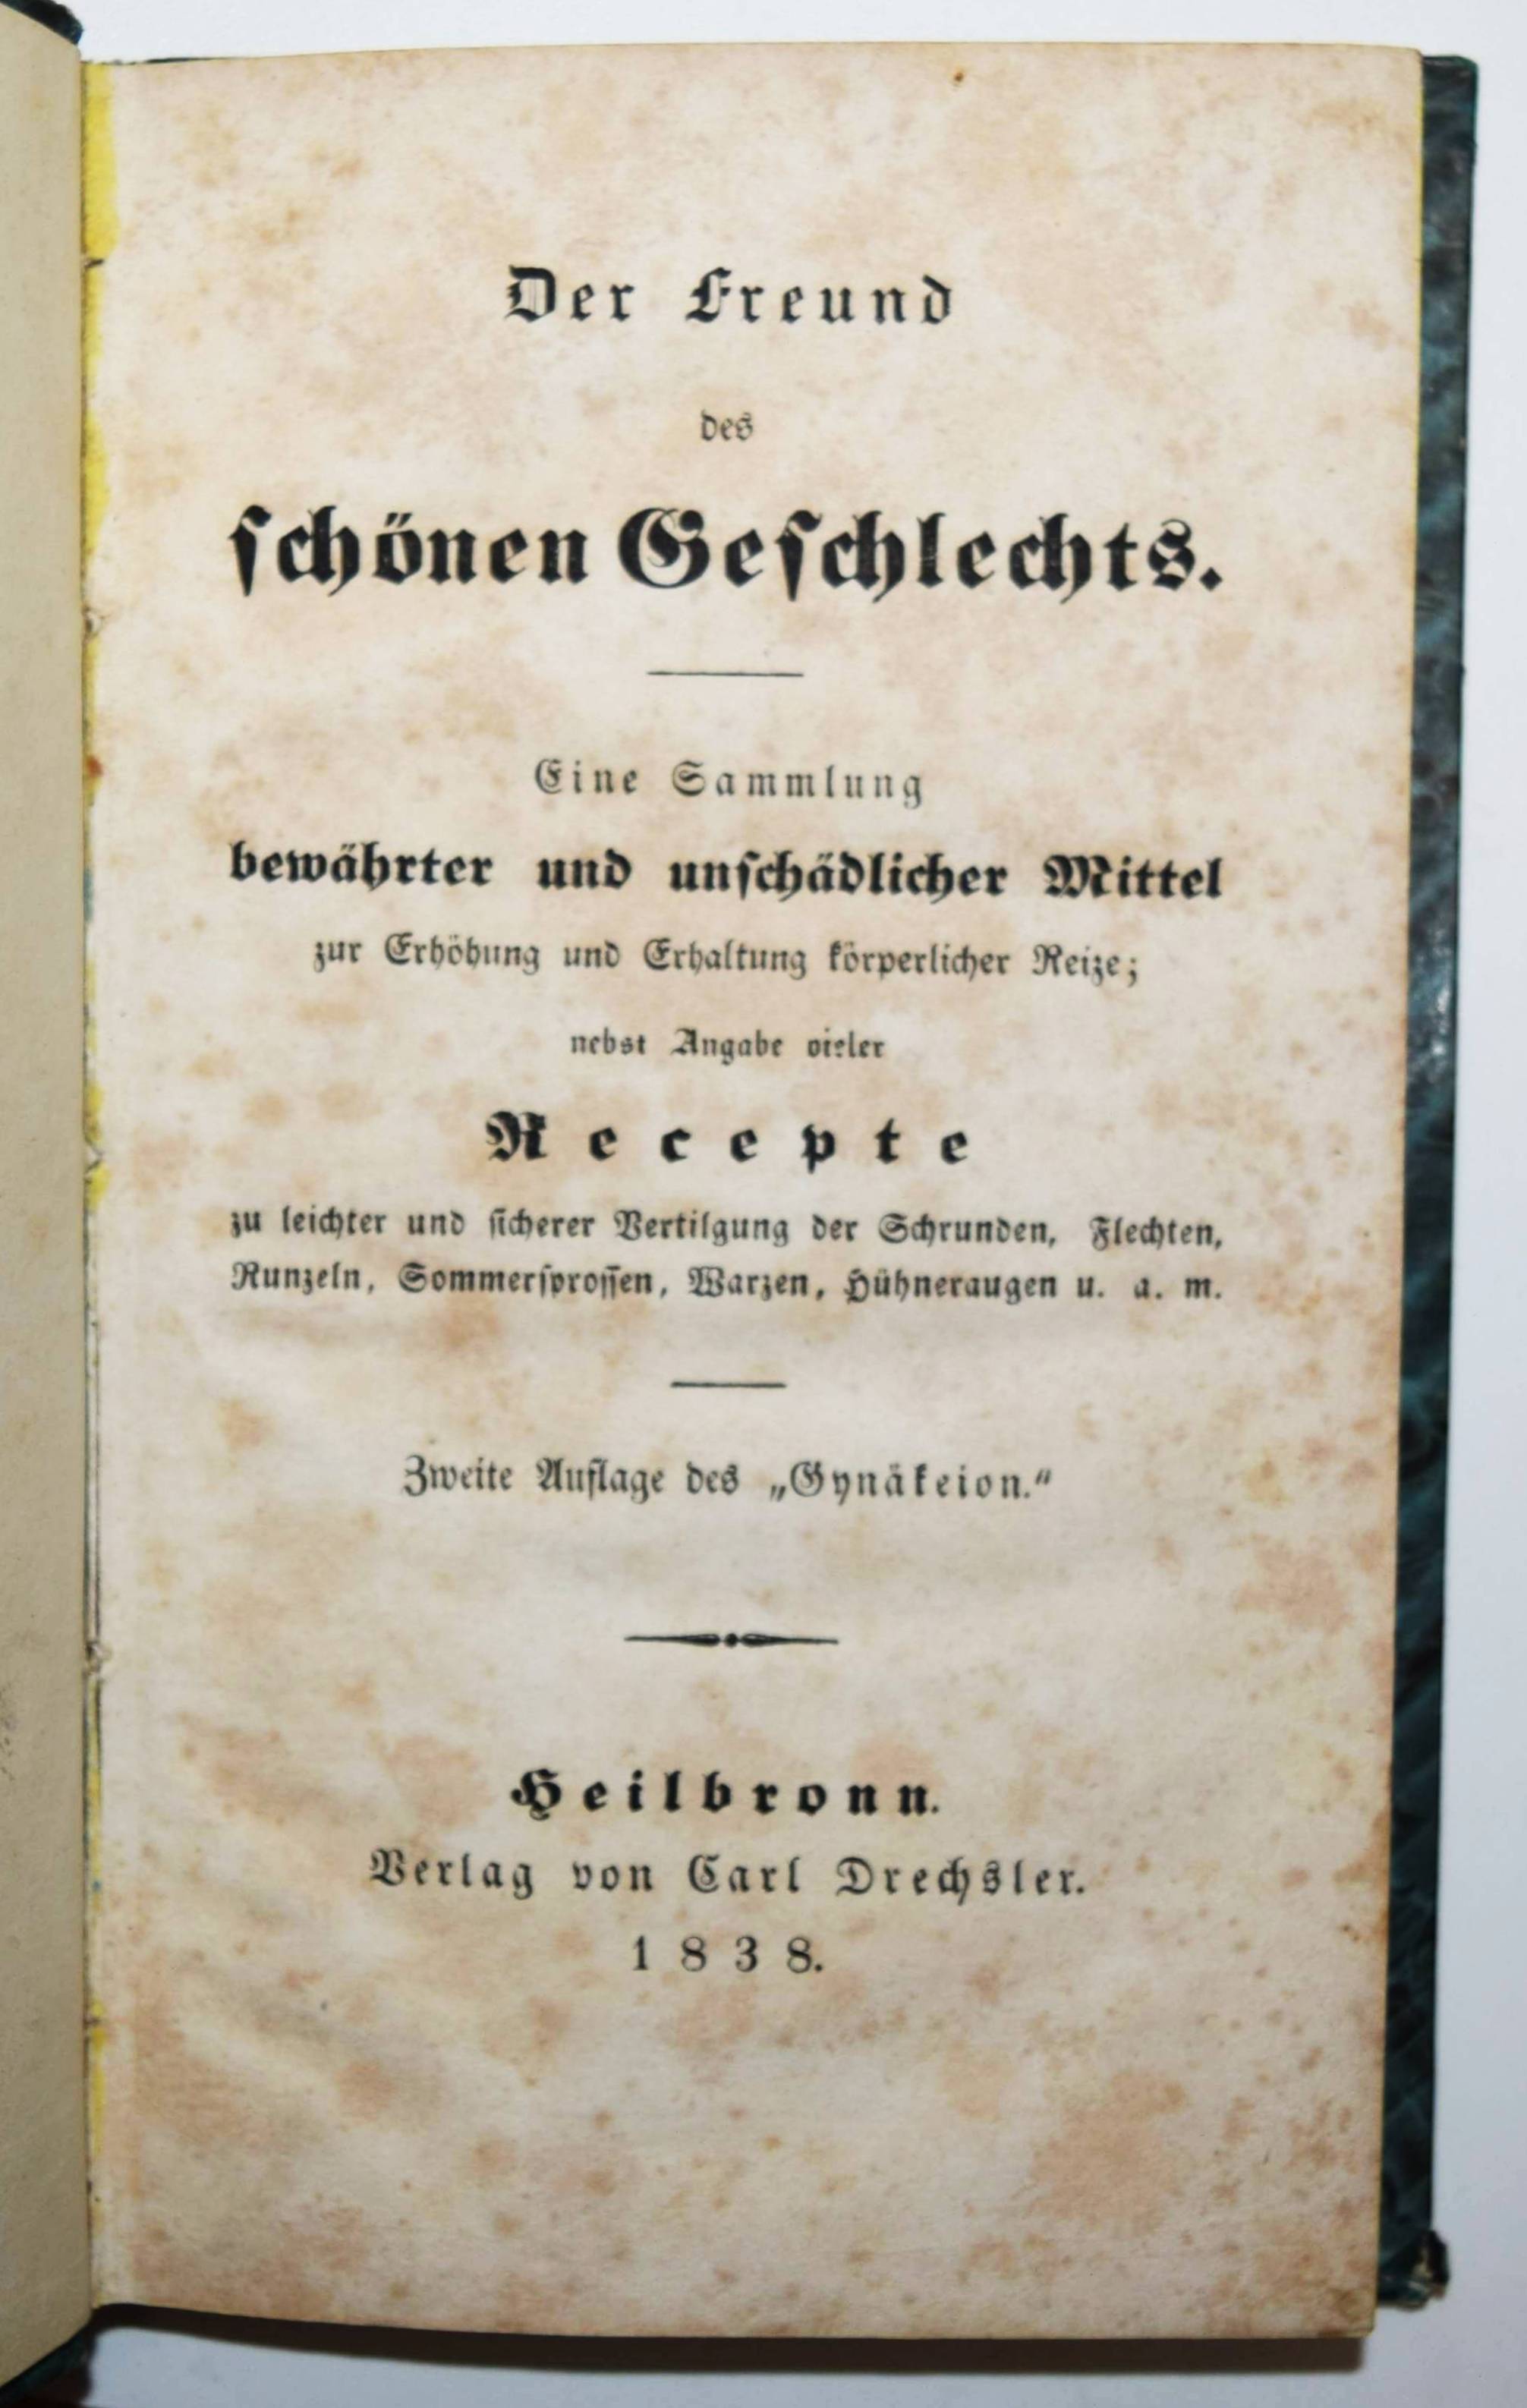 Der Freund
des
ſchönen Geſchlechts.
Eine Sammlung
bewährter und unſchädlicher Mittel
zur Erhöhung und Erhaltung körperlicher Reize;
nebst Angabe vieler
Recepte
zu leichter und ſicherer Vertilgung der Schrunden, Flechten,
Runzeln, Sommerſproſſen, Warzen, Hühneraugen u. a. m.
Zweite Auflage des „Gynäkeion.“
Heilbronn.
Verlag von Carl Drechsler.
1838.